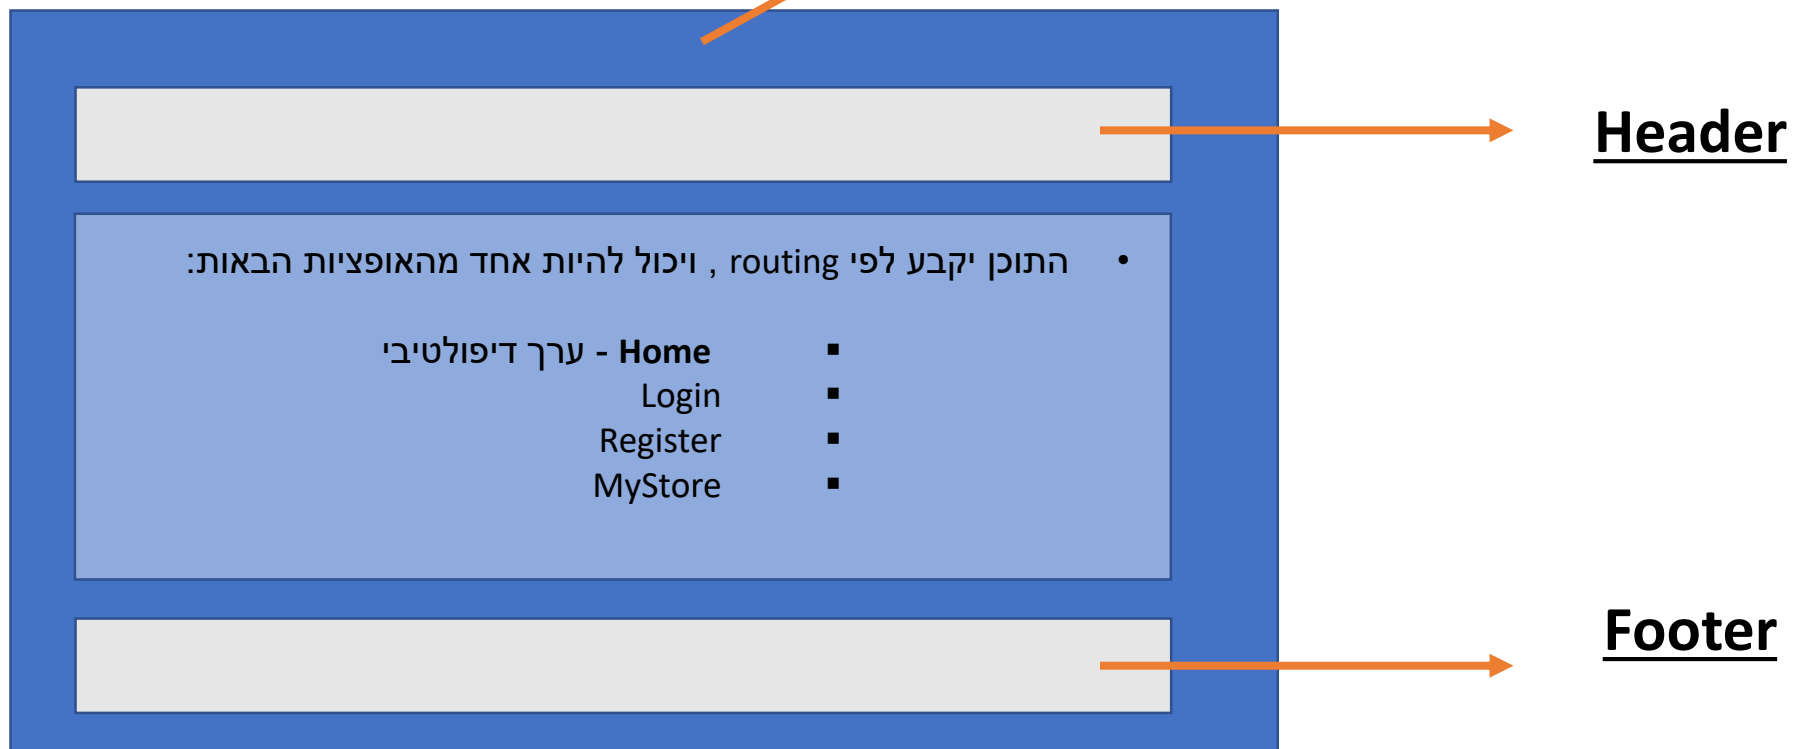 Header
• התוכן יקבע לפי routing , ויכול להיות אחד מהאופציות הבאות:
▪ Home - ערך דיפולטיבי
▪ Login
▪ Register
▪ MyStore
Footer